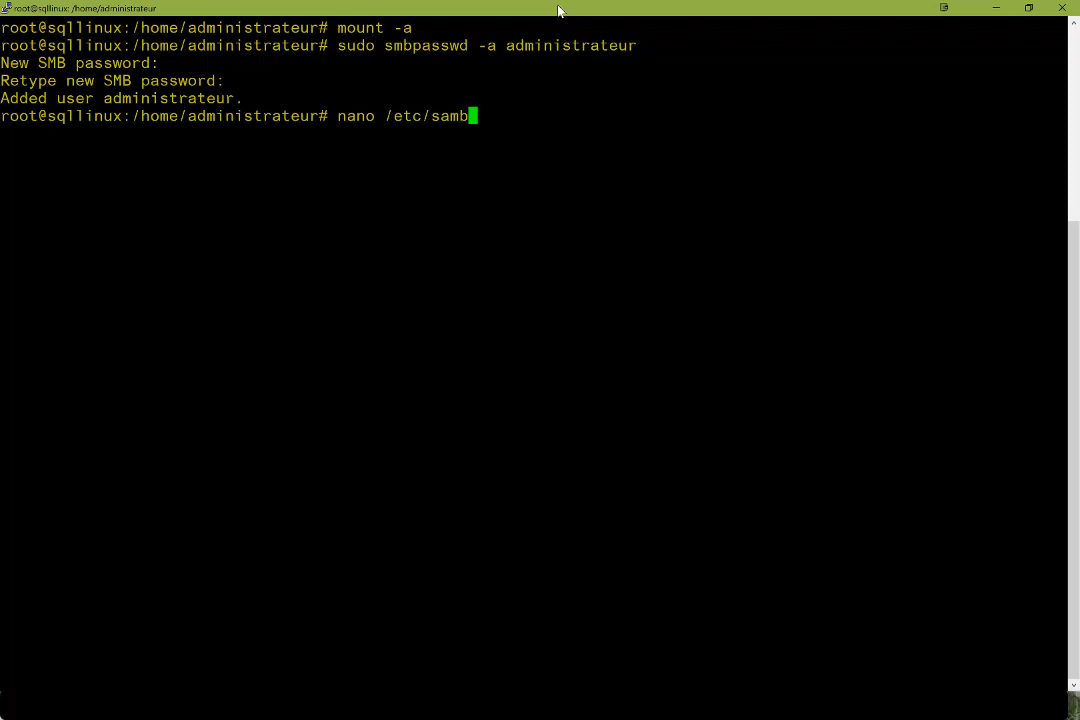 root@sqllinux: /home/administrateur
root@sqllinux:/home/administrateur# mount -a
root@sqllinux:/home/administrateur# sudo smbpasswd -a administrateur
New SMB password:
Retype new SMB password:
Added user administrateur.
root@sqllinux:/home/administrateur# nano /etc/samb